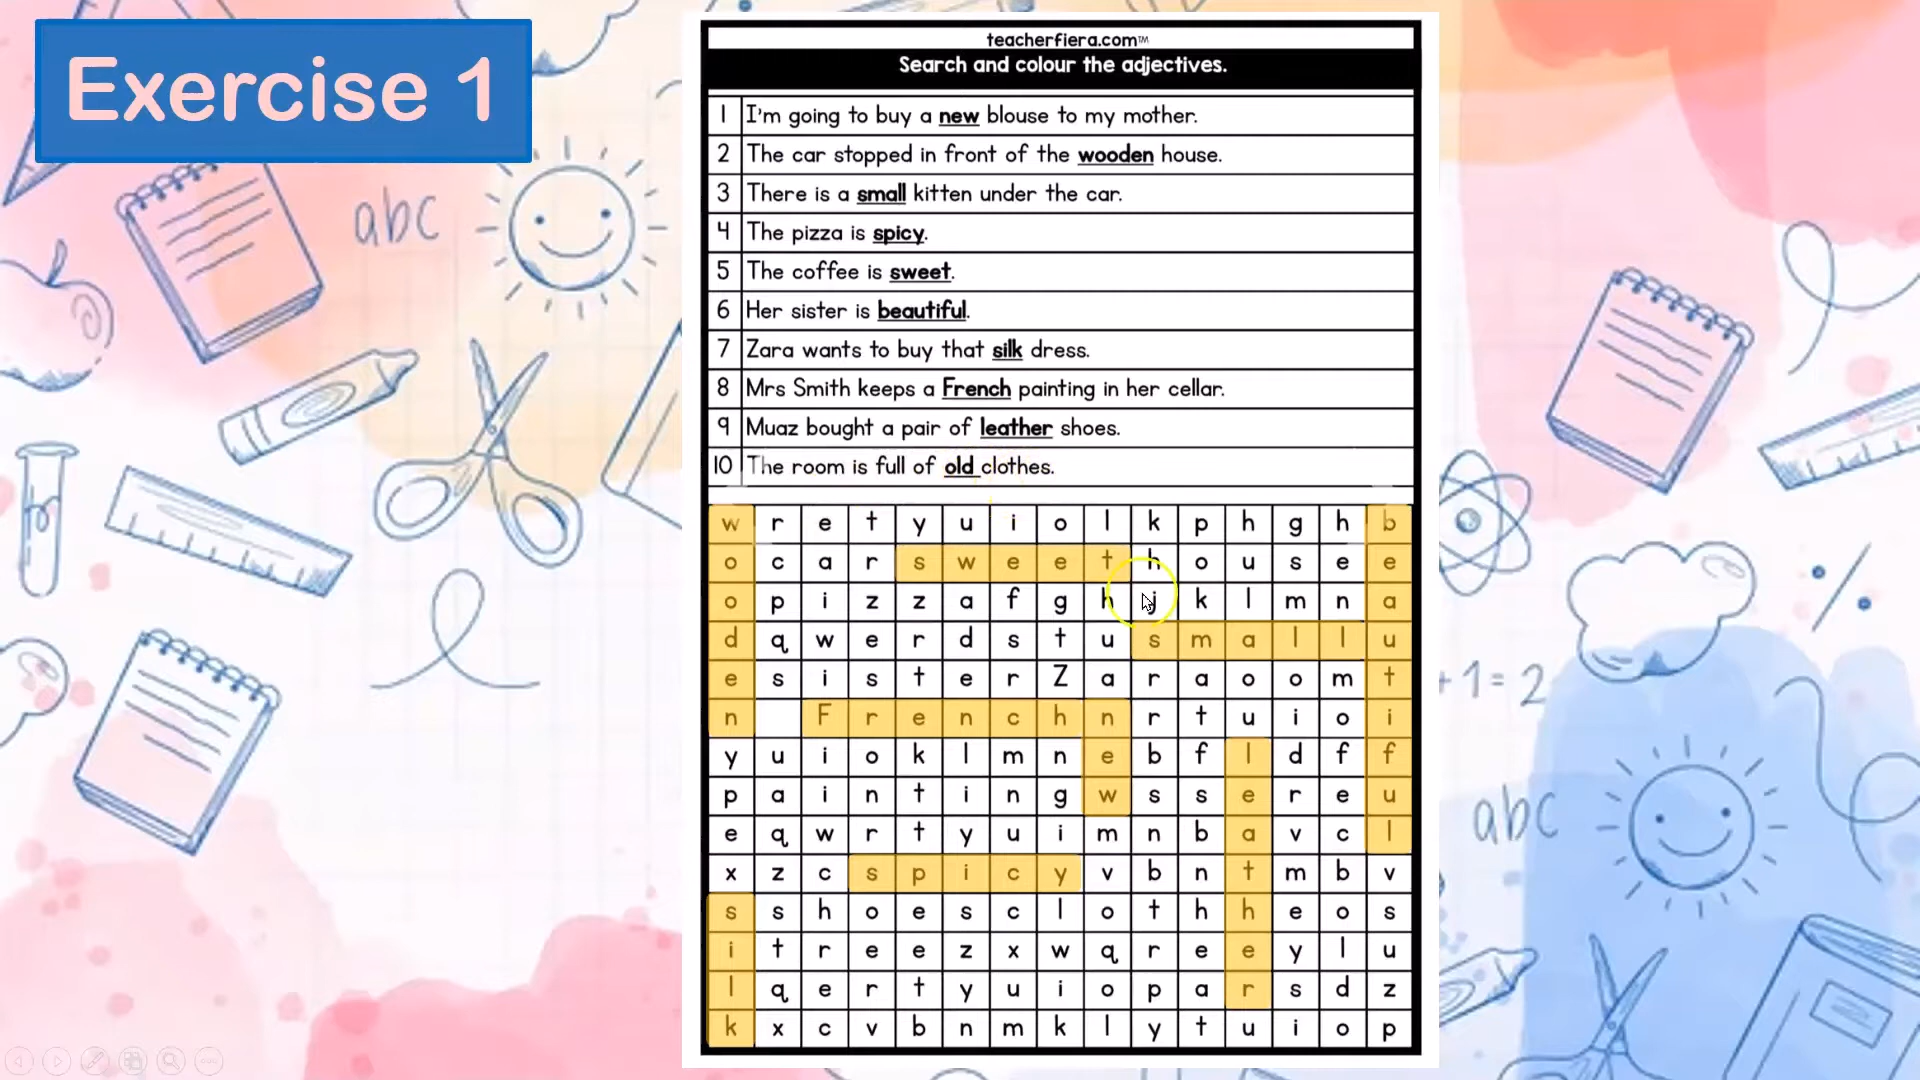 Exercise 1
teacherfiera.com™
Search and colour the adjectives.
1 I'm going to buy a new blouse to my mother.
2 The car stopped in front of the wooden house.
3 There is a small kitten under the car.
4 The pizza is spicy.
5 The coffee is sweet.
6 Her sister is beautiful.
7 Zara wants to buy that silk dress.
8 Mrs Smith keeps a French painting in her cellar.
9 Muaz bought a pair of leather shoes.
10 The room is full of old clothes.
w r e t y u i o l k p h g h b
o c a r s w e e t h o u s e e
o p i z z a f g h j k l m n a
d q w e r d s t u s m a l l u
e s i s t e r Z a r a o o m t
n F r e n c h n r t u i o i
y u i o k l m n e b f l d f f
p a i n t i n g w s s e r e u
e q w r t y u i m n b a v c l
x z c s p i c y v b n t m b v
s s h o e s c l o t h h e o s
i t r e e z x w q r e e y l u
l q e r t y u i o p a r s d z
k x c v b n m k l y t u i o p
abc
+ 1 = 2
abc